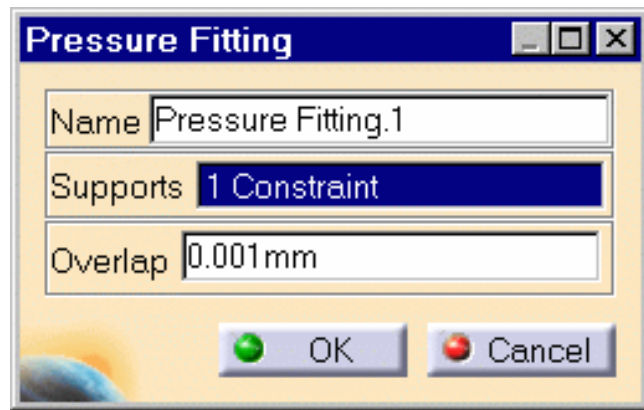 Pressure Fitting
Name Pressure Fitting.1
Supports 1 Constraint
Overlap 0.001mm
OK Cancel